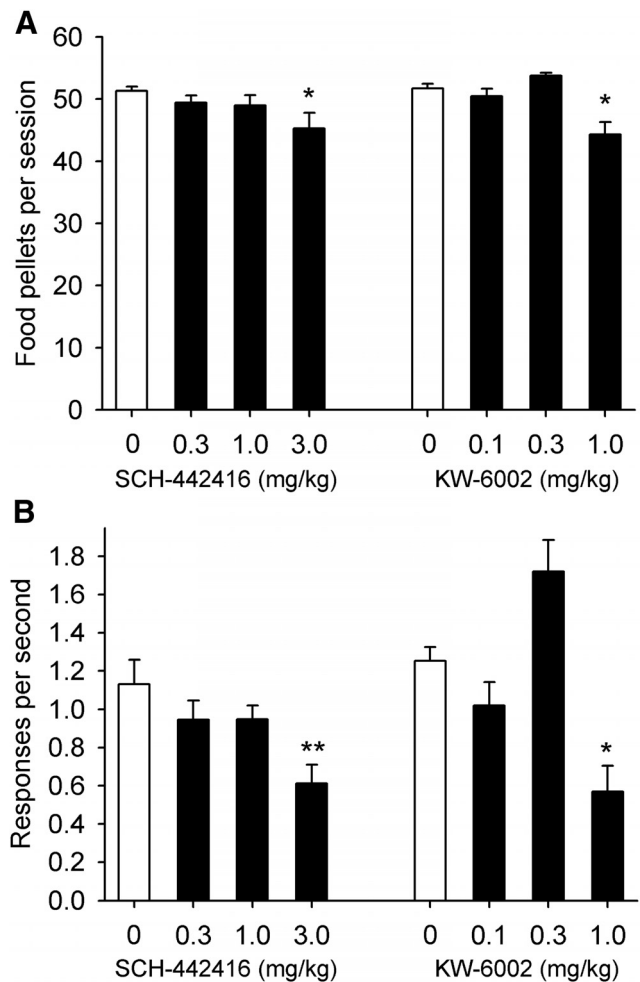 A
Food pellets per session
60
50
40
30
20
10
0
* *
0 0.3 1.0 3.0 0 0.1 0.3 1.0
SCH-442416 (mg/kg) KW-6002 (mg/kg)
B
Responses per second
1.8
1.6
1.4
1.2
1.0
0.8
0.6
0.4
0.2
0.0
** *
0 0.3 1.0 3.0 0 0.1 0.3 1.0
SCH-442416 (mg/kg) KW-6002 (mg/kg)